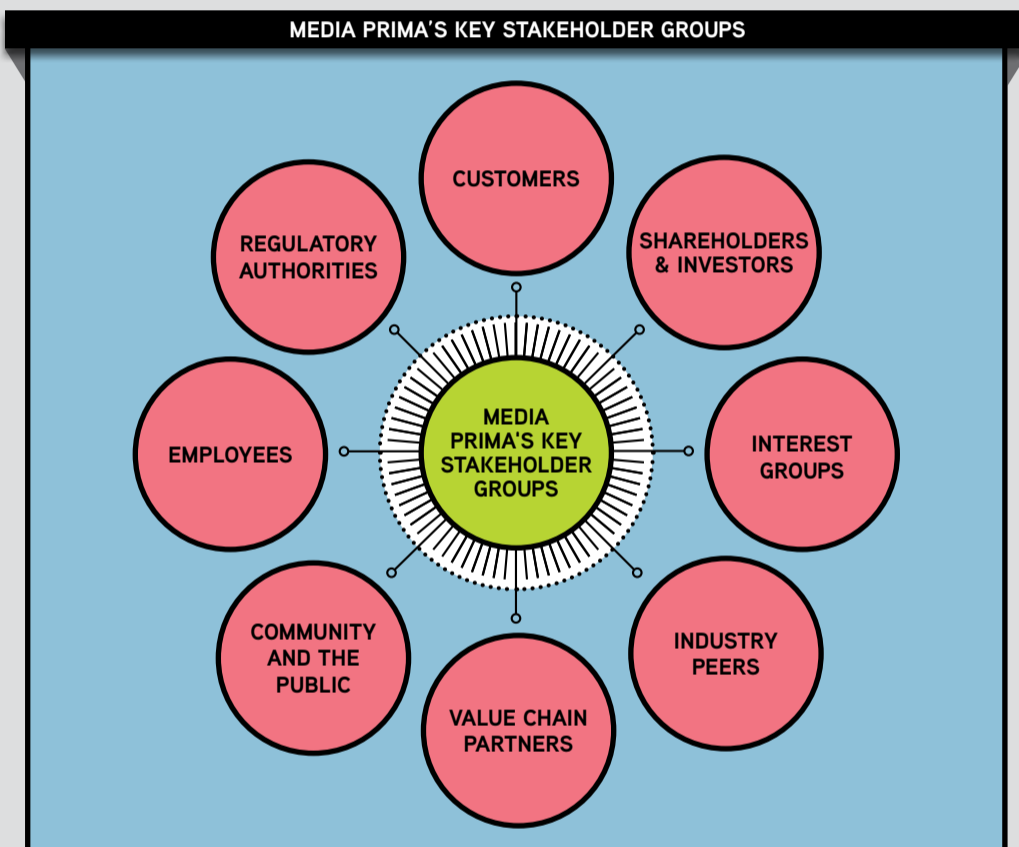 MEDIA PRIMA'S KEY STAKEHOLDER GROUPS
CUSTOMERS
SHAREHOLDERS
& INVESTORS
INTEREST
GROUPS
INDUSTRY
PEERS
VALUE CHAIN
PARTNERS
COMMUNITY
AND THE
PUBLIC
EMPLOYEES
REGULATORY
AUTHORITIES
MEDIA
PRIMA'S KEY
STAKEHOLDER
GROUPS